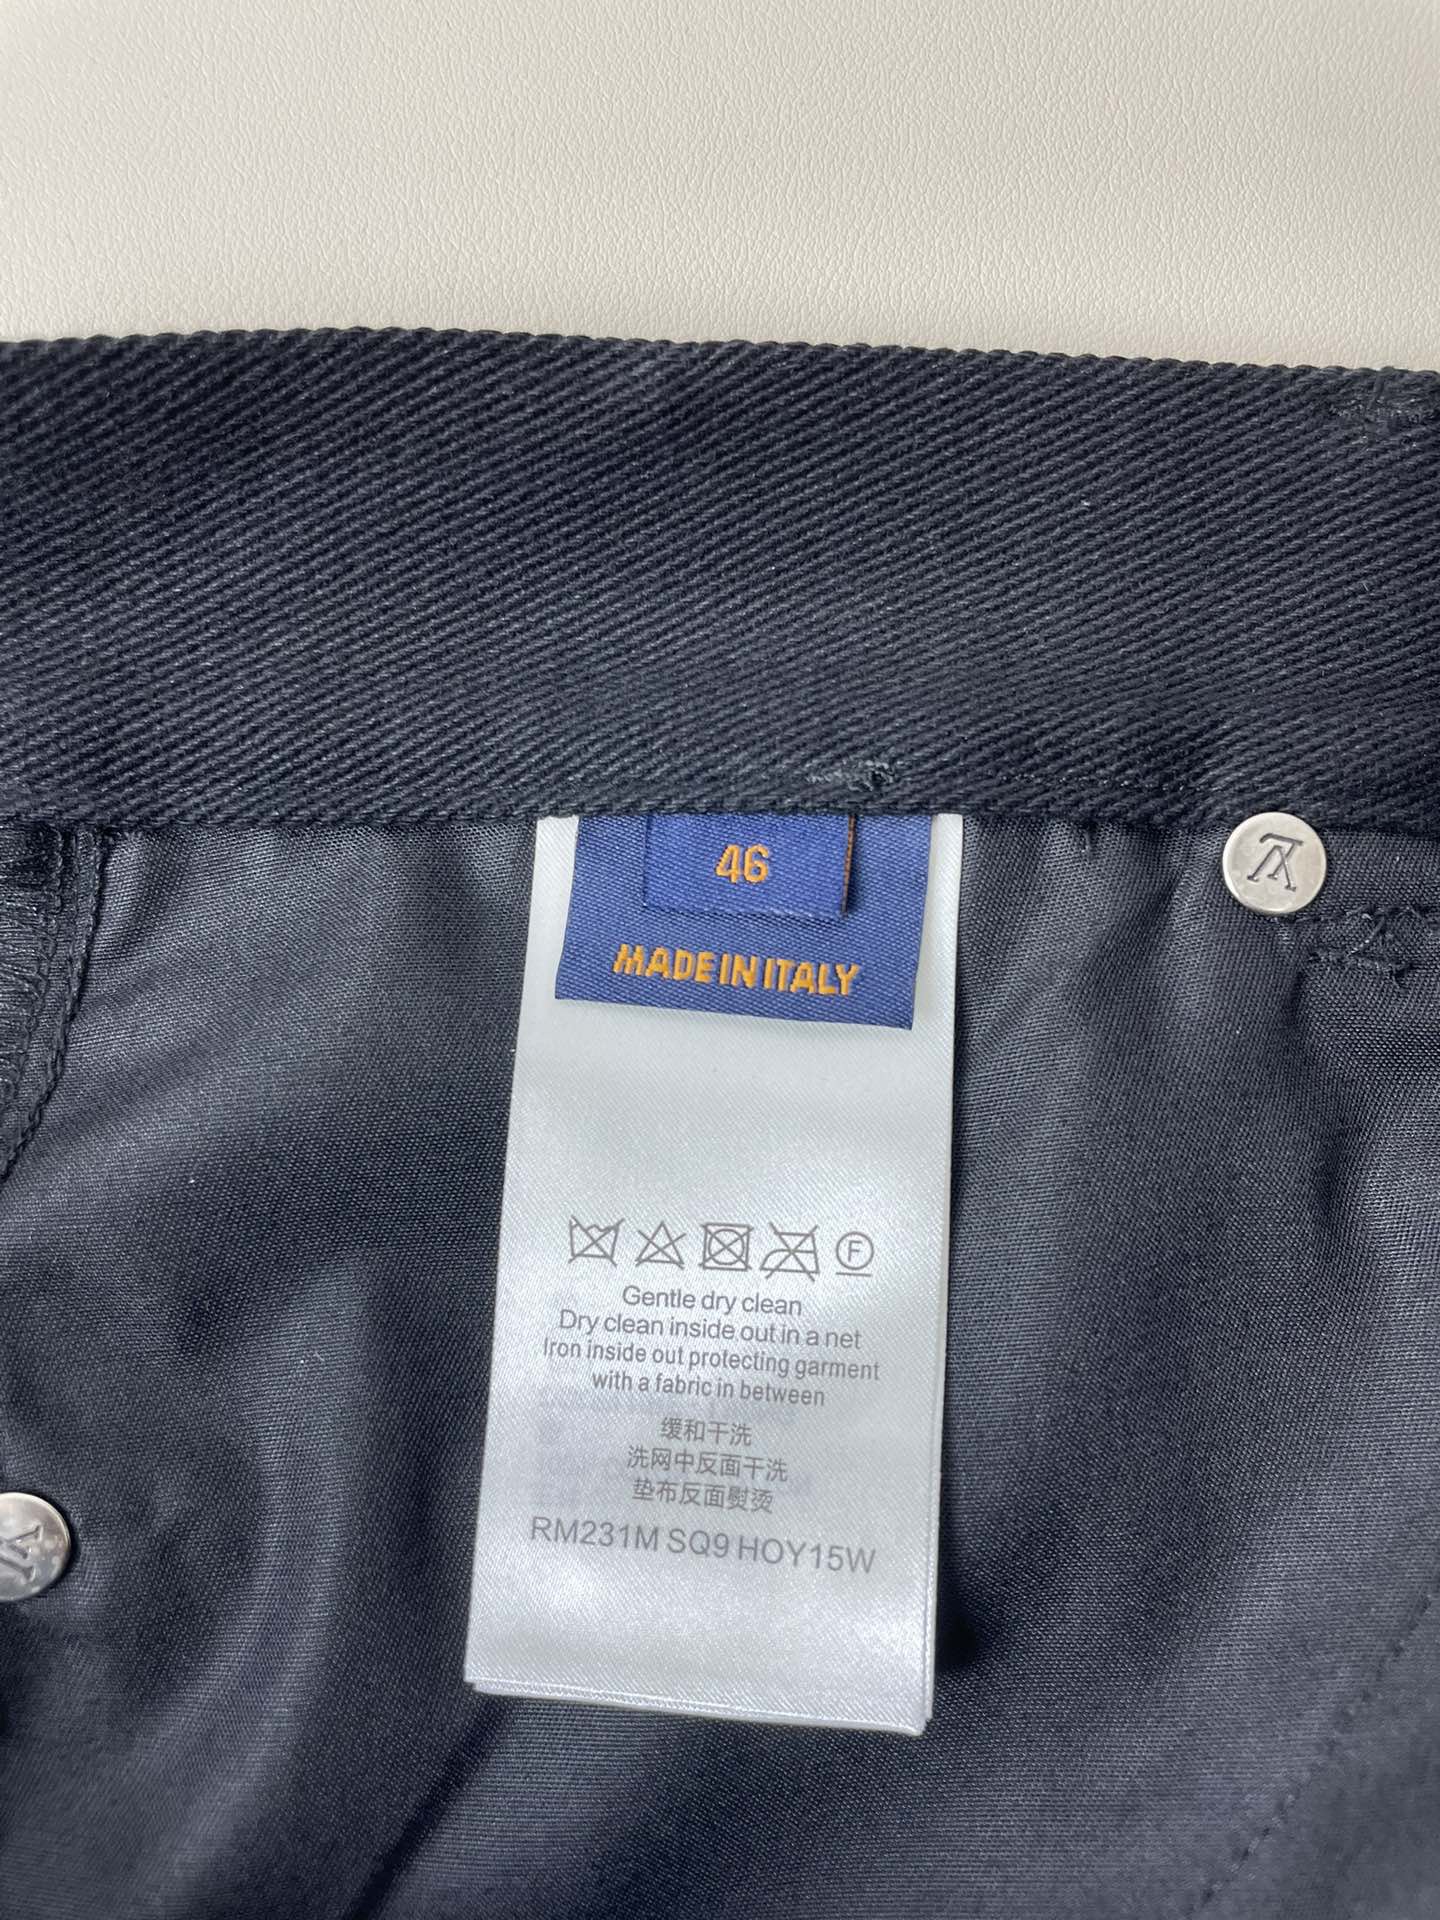 46
MADE IN ITALY
LV
F
Gentle dry clean
Dry clean inside out in a net
Iron inside out protecting garment
with a fabric in between
缓和干洗
洗网中反面干洗
垫布反面熨烫
RM231M SQ9 HOY15W
LV